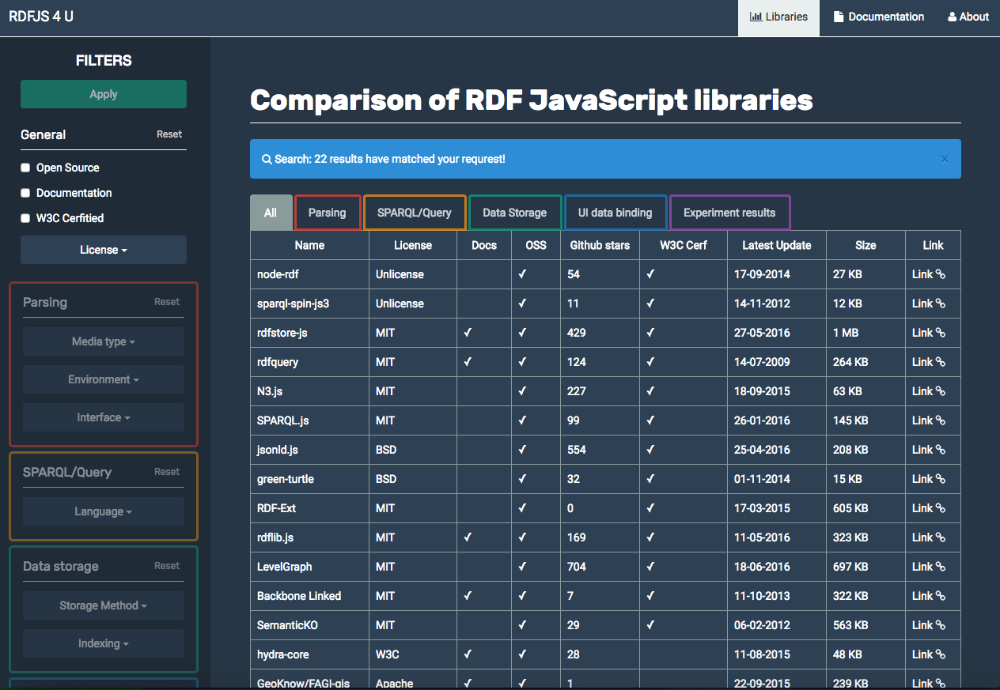 RDFJS 4 U
Libraries Documentation About
FILTERS
Apply
General Reset
Open Source
Documentation
W3C Cerfitied
License
Parsing Reset
Media type
Environment
Interface
SPARQL/Query Reset
Language
Data storage Reset
Storage Method
Indexing
Comparison of RDF JavaScript libraries
Search: 22 results have matched your requrest! ×
All Parsing SPARQL/Query Data Storage UI data binding Experiment results
Name License Docs OSS Github stars W3C Cerf Latest Update Size Link
node-rdf Unlicense ✓ 54 ✓ 17-09-2014 27 KB Link
sparql-spin-js3 Unlicense ✓ 11 ✓ 14-11-2012 12 KB Link
rdfstore-js MIT ✓ ✓ 429 ✓ 27-05-2016 1 MB Link
rdfquery MIT ✓ ✓ 124 ✓ 14-07-2009 264 KB Link
N3.js MIT ✓ 227 ✓ 18-09-2015 63 KB Link
SPARQL.js MIT ✓ 99 ✓ 26-01-2016 145 KB Link
jsonld.js BSD ✓ 554 ✓ 25-04-2016 208 KB Link
green-turtle BSD ✓ 32 ✓ 01-11-2014 15 KB Link
RDF-Ext MIT ✓ 0 ✓ 17-03-2015 605 KB Link
rdflib.js MIT ✓ ✓ 169 ✓ 11-05-2016 323 KB Link
LevelGraph MIT ✓ 704 ✓ 18-06-2016 697 KB Link
Backbone Linked MIT ✓ ✓ 7 ✓ 11-10-2013 322 KB Link
SemanticKO MIT ✓ 29 ✓ 06-02-2012 563 KB Link
hydra-core W3C ✓ ✓ 28 11-08-2015 48 KB Link
GeoKnow/FAGI-gis Apache ✓ ✓ 1 22-09-2015 239 KB Link